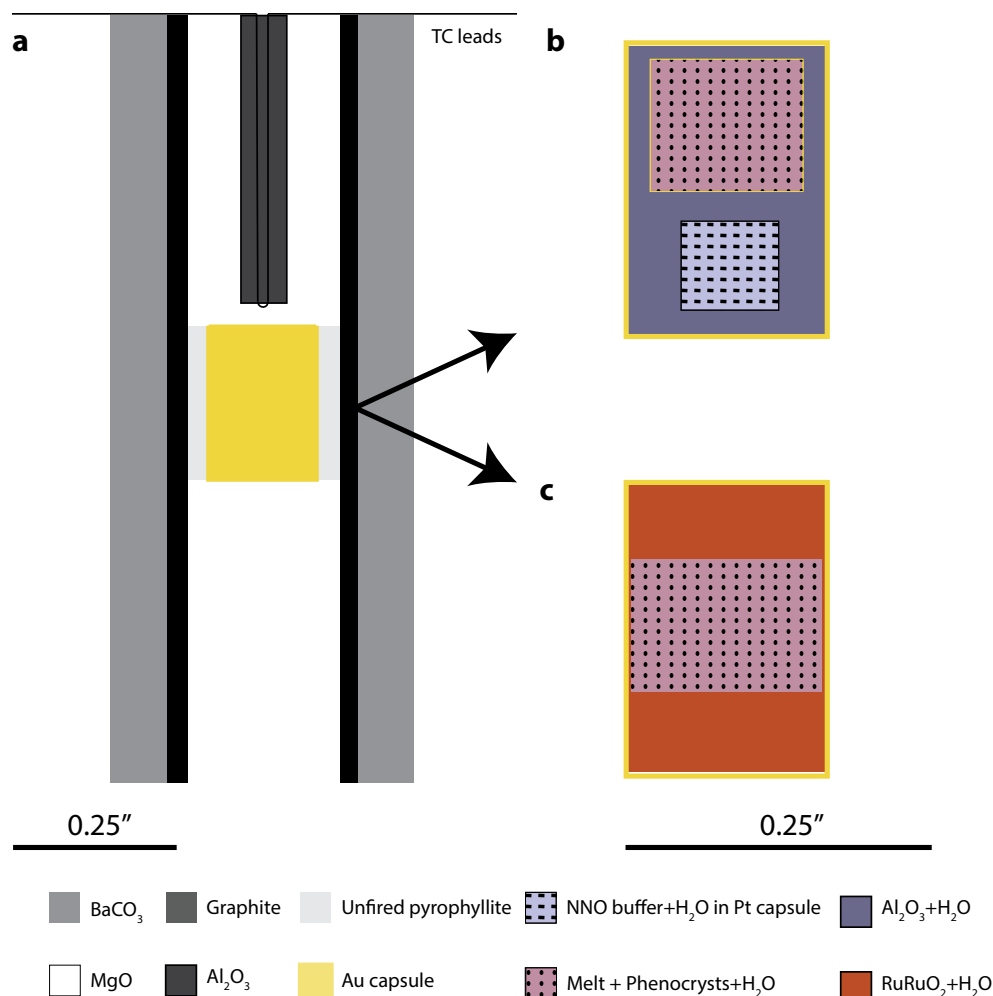 a
TC leads
b
c
0.25″
0.25″
BaCO₃
Graphite
Unfired pyrophyllite
NNO buffer+H₂O in Pt capsule
Al₂O₃+H₂O
MgO
Al₂O₃
Au capsule
Melt + Phenocrysts+H₂O
RuRuO₂+H₂O